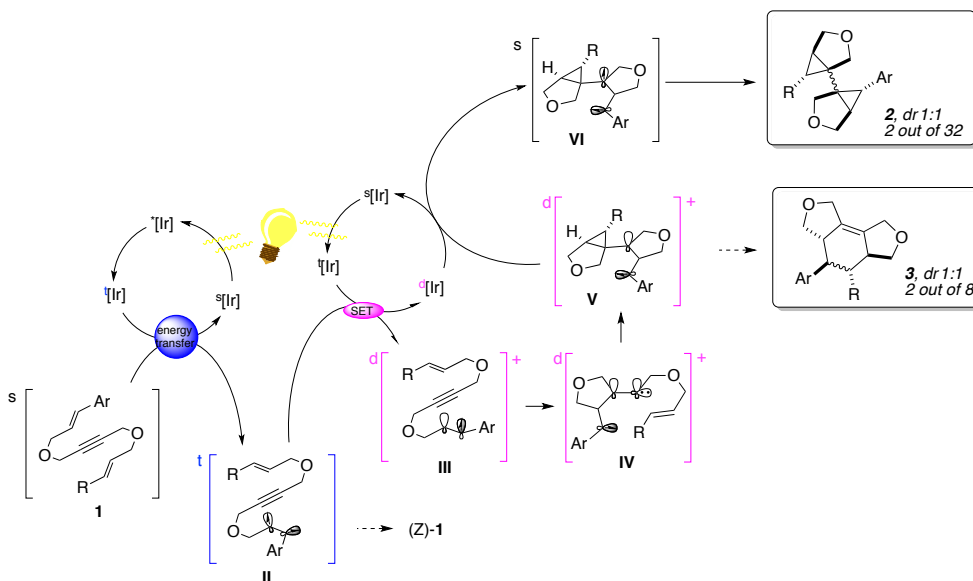 s
R
H
O
O
Ar
VI
O
Ar
R
O
2, dr 1:1
2 out of 32
*[Ir]
t[Ir]
s[Ir]
energy
transfer
s[Ir]
t[Ir]
d[Ir]
SET
d
+
R
H
O
O
Ar
V
O
O
Ar
R
3, dr 1:1
2 out of 8
s
Ar
O
O
R
1
t
R
O
O
Ar
II
(Z)-1
d
+
R
O
O
Ar
III
d
+
O
O
Ar
R
IV